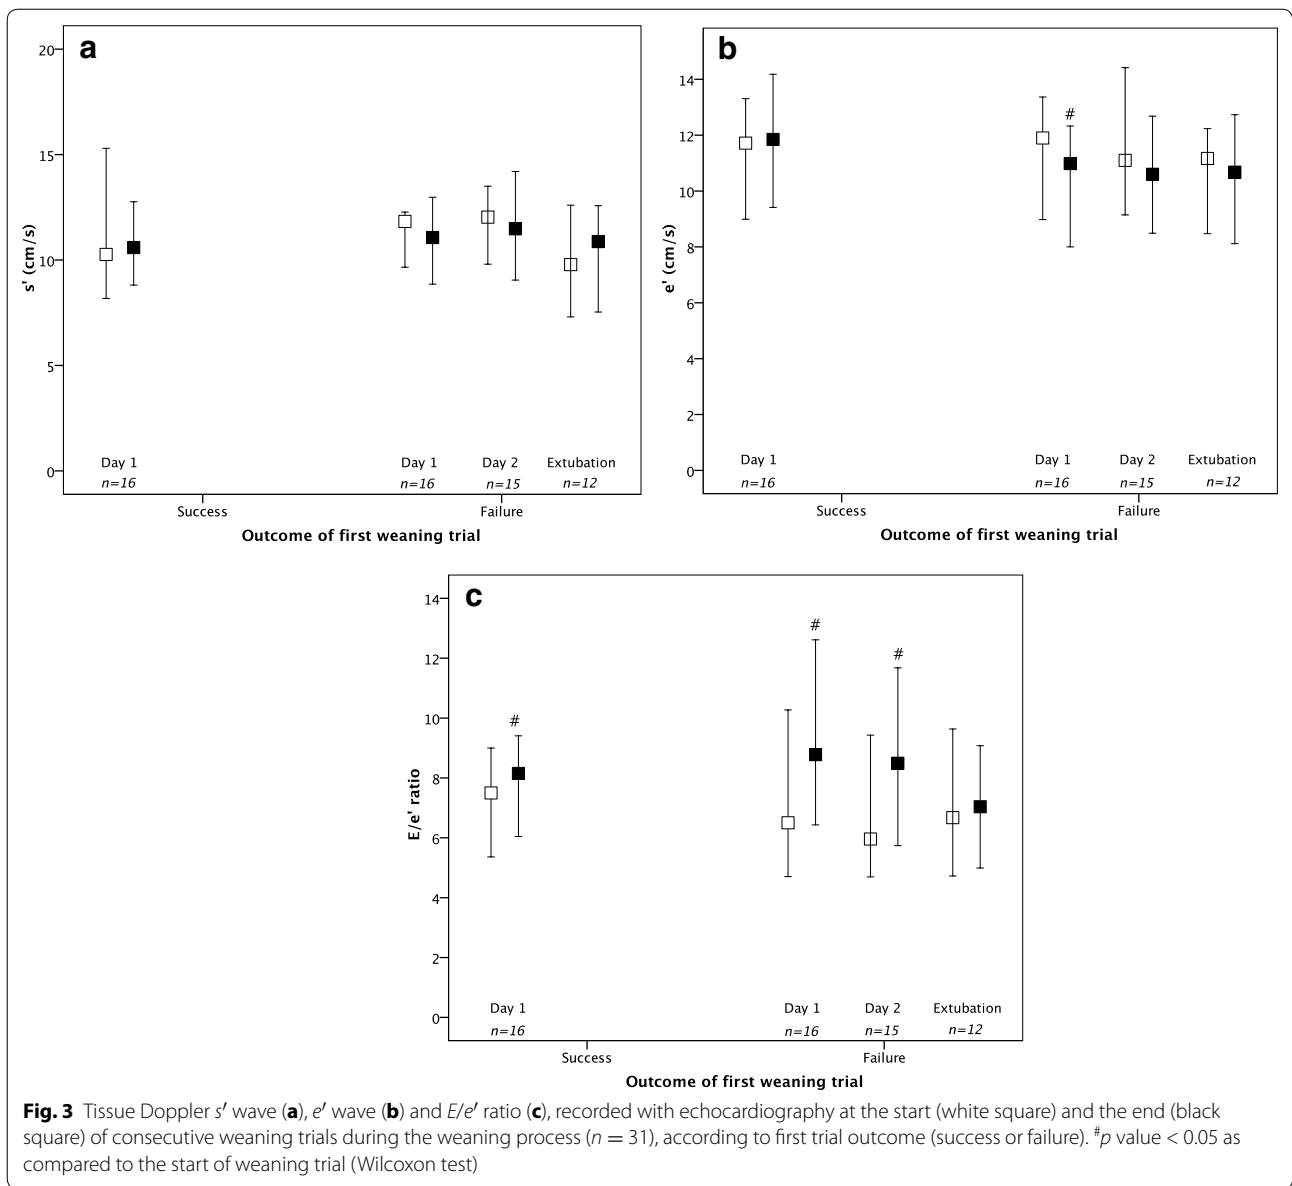 a
20
15
10
5
0
s' (cm/s)
Day 1
n=16
Day 1 Day 2 Extubation
n=16 n=15 n=12
Success Failure
Outcome of first weaning trial
b
14
12
10
8
6
4
2
0
e' (cm/s)
#
Day 1
n=16
Day 1 Day 2 Extubation
n=16 n=15 n=12
Success Failure
Outcome of first weaning trial
c
14
12
10
8
6
4
2
0
E/e' ratio
#
#
#
Day 1
n=16
Day 1 Day 2 Extubation
n=16 n=15 n=12
Success Failure
Outcome of first weaning trial
Fig. 3 Tissue Doppler s′ wave (a), e′ wave (b) and E/e′ ratio (c), recorded with echocardiography at the start (white square) and the end (black
square) of consecutive weaning trials during the weaning process (n = 31), according to first trial outcome (success or failure). #p value < 0.05 as
compared to the start of weaning trial (Wilcoxon test)